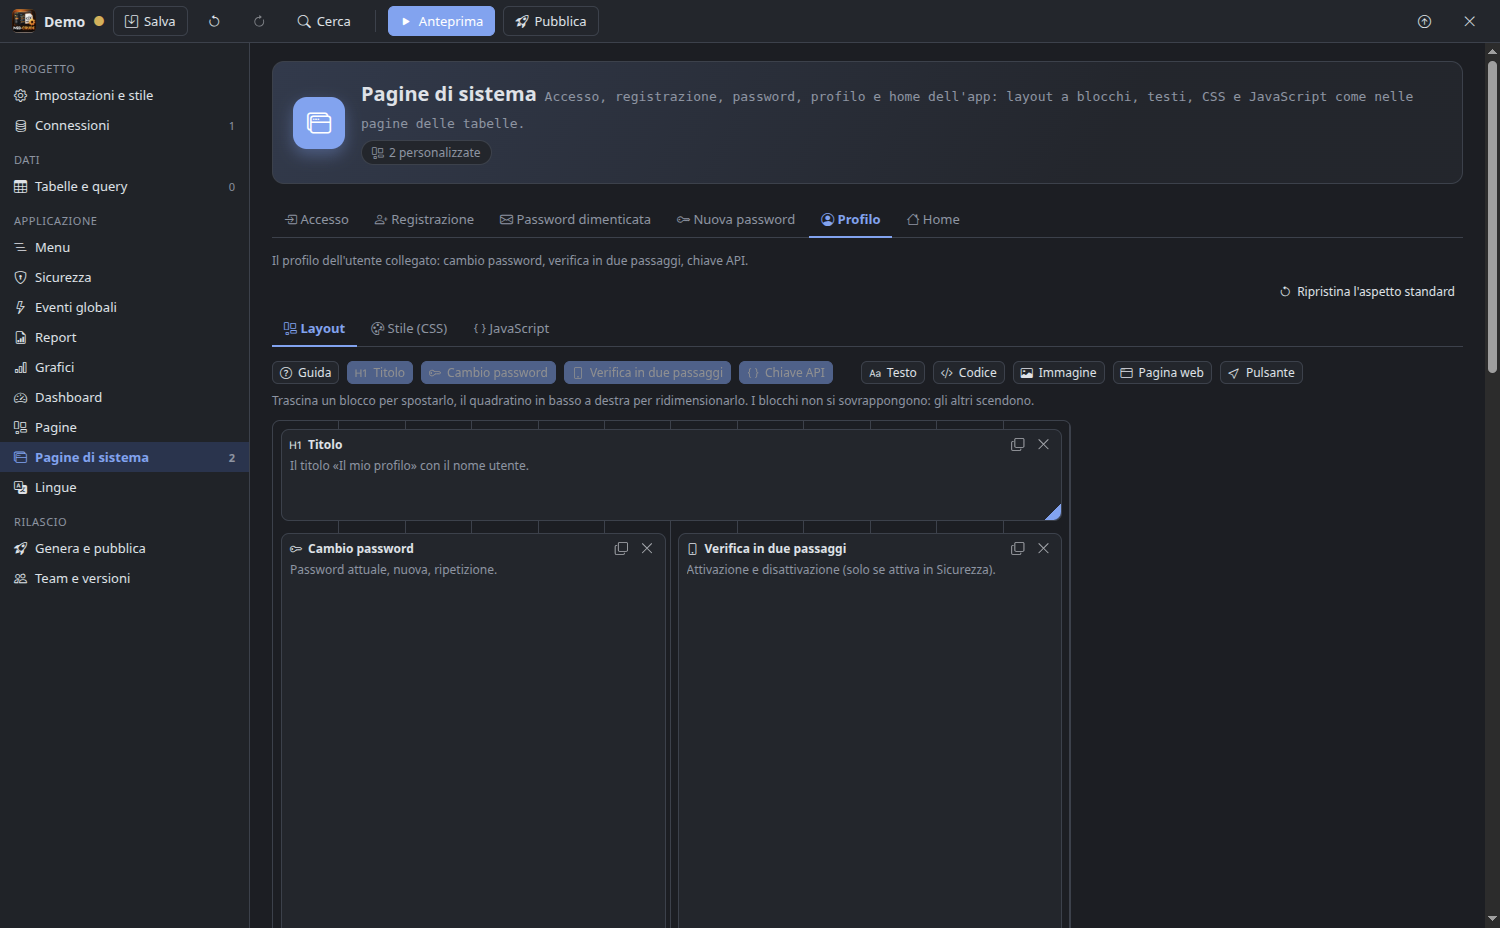 Demo
Salva
Cerca
Anteprima
Pubblica
PROGETTO
Impostazioni e stile
Connessioni 1
DATI
Tabelle e query 0
APPLICAZIONE
Menu
Sicurezza
Eventi globali
Report
Grafici
Dashboard
Pagine
Pagine di sistema 2
Lingue
RILASCIO
Genera e pubblica
Team e versioni
Pagine di sistema Accesso, registrazione, password, profilo e home dell'app: layout a blocchi, testi, CSS e JavaScript come nelle
pagine delle tabelle.
2 personalizzate
Accesso Registrazione Password dimenticata Nuova password Profilo Home
Il profilo dell'utente collegato: cambio password, verifica in due passaggi, chiave API.
Ripristina l'aspetto standard
Layout Stile (CSS) { } JavaScript
Guida H1 Titolo Cambio password Verifica in due passaggi { } Chiave API Aa Testo </> Codice Immagine Pagina web Pulsante
Trascina un blocco per spostarlo, il quadratino in basso a destra per ridimensionarlo. I blocchi non si sovrappongono: gli altri scendono.
H1 Titolo
Il titolo «Il mio profilo» con il nome utente.
Cambio password
Password attuale, nuova, ripetizione.
Verifica in due passaggi
Attivazione e disattivazione (solo se attiva in Sicurezza).